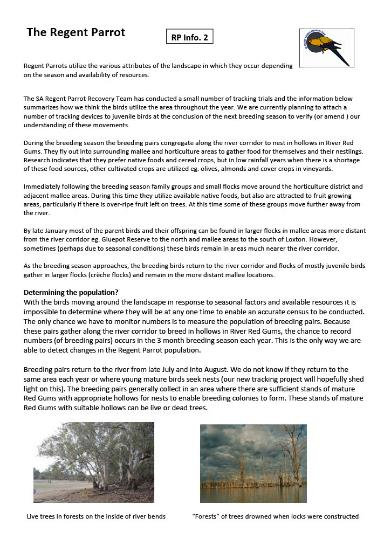 The Regent Parrot
RP Info. 2
Regent Parrots utilize the various attributes of the landscape in which they occur depending
on the season and availability of resources.
The SA Regent Parrot Recovery Team has conducted a small number of tracking trials and the information below
summarizes how we think the birds utilize the area throughout the year. We are currently planning to attach a
number of tracking devices to juvenile birds at the conclusion of the next breeding season to verify (or amend ) our
understanding of these movements.
During the breeding season the breeding pairs congregate along the river corridor to nest in hollows in River Red
Gums. They fly out into surrounding mallee and horticulture areas to gather food for themselves and their nestlings.
Research indicates that they prefer native foods and cereal crops, but in low rainfall years when there is a shortage
of these food sources, other cultivated crops are utilized eg. olives, almonds and cover crops in vineyards.
Immediately following the breeding season family groups and small flocks move around the horticulture district and
adjacent mallee areas. During this time they utilize available native foods, but also are attracted to fruit growing
areas, particularly if there is over-ripe fruit left on trees. At this time some of these groups move further away from
the river.
By late January most of the parent birds and their offspring can be found in larger flocks in mallee areas more distant
from the river corridor eg. Gluepot Reserve to the north and mallee areas to the south of Loxton. However,
sometimes (perhaps due to seasonal conditions) these birds remain in areas much nearer the river corridor.
As the breeding season approaches, the breeding birds return to the river corridor and flocks of mostly juvenile birds
gather in larger flocks (crèche flocks) and remain in the more distant mallee locations.
Determining the population?
With the birds moving around the landscape in response to seasonal factors and available resources it is
impossible to determine where they will be at any one time to enable an accurate census to be conducted.
The only chance we have to monitor numbers is to measure the population of breeding pairs. Because
these pairs gather along the river corridor to breed in hollows in River Red Gums, the chance to record
numbers (of breeding pairs) occurs in the 3 month breeding season each year. This is the only way we are
able to detect changes in the Regent Parrot population.
Breeding pairs return to the river from late July and into August. We do not know if they return to the
same area each year or where young mature birds seek nests (our new tracking project will hopefully shed
light on this). The breeding pairs generally collect in an area where there are sufficient stands of mature
Red Gums with appropriate hollows for nests to enable breeding colonies to form. These stands of mature
Red Gums with suitable hollows can be live or dead trees.
Live trees in forests on the inside of river bends
"Forests" of trees drowned when locks were constructed